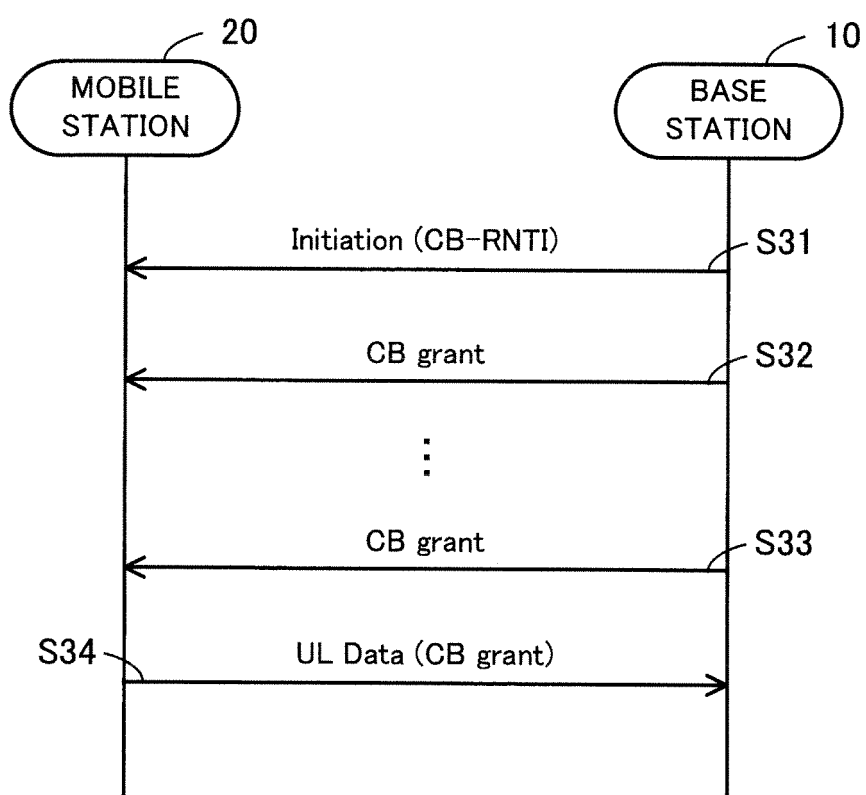 20
10
MOBILE
STATION
BASE
STATION
Initiation (CB-RNTI)
S31
CB grant
S32
⋮
CB grant
S33
S34
UL Data (CB grant)